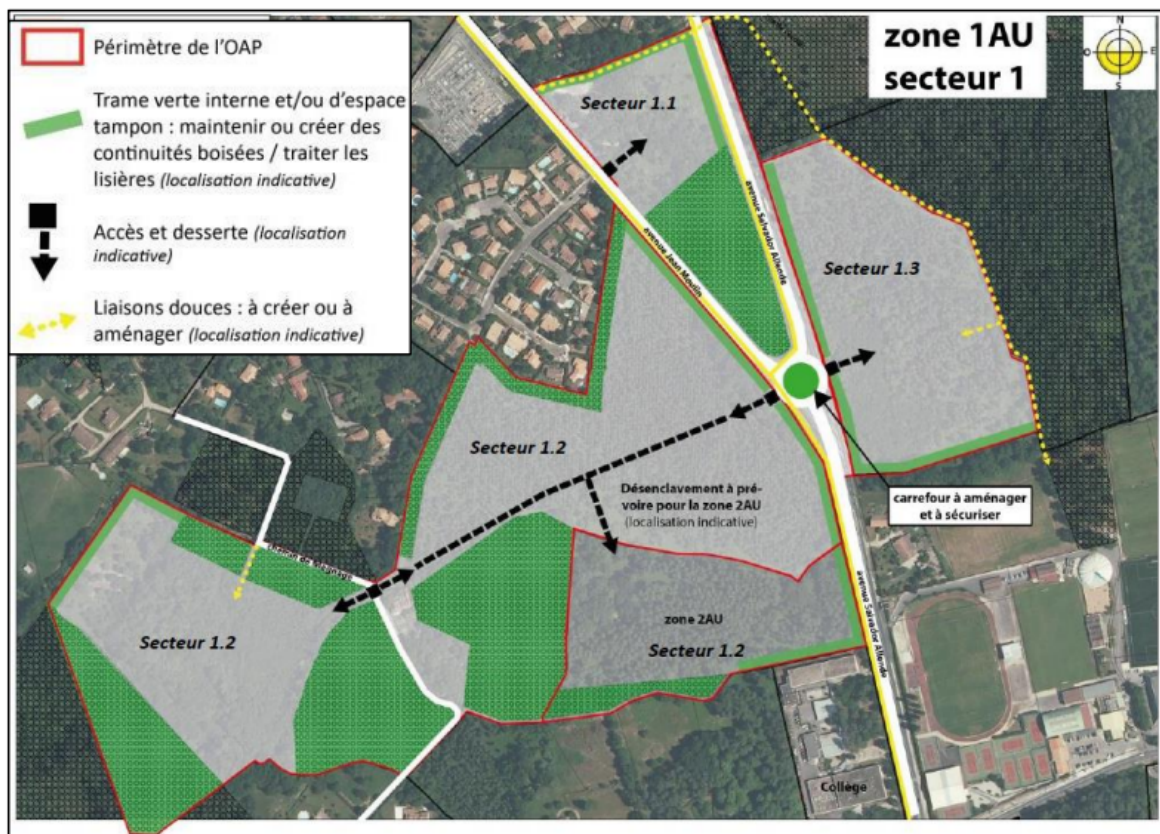 Périmètre de l'OAP
Trame verte interne et/ou d'espace
tampon : maintenir ou créer des
continuités boisées / traiter les
lisières (localisation indicative)
Accès et desserte (localisation
indicative)
Liaisons douces : à créer ou à
aménager (localisation indicative)
zone 1AU
secteur 1
N
O
E
S
Secteur 1.1
avenue Salvador Allende
avenue Jean Moulin
Secteur 1.3
Secteur 1.2
Désenclavement à pré-
voire pour la zone 2AU
(localisation indicative)
carrefour à aménager
et à sécuriser
Secteur 1.2
zone 2AU
Secteur 1.2
avenue Salvador Allende
Collège